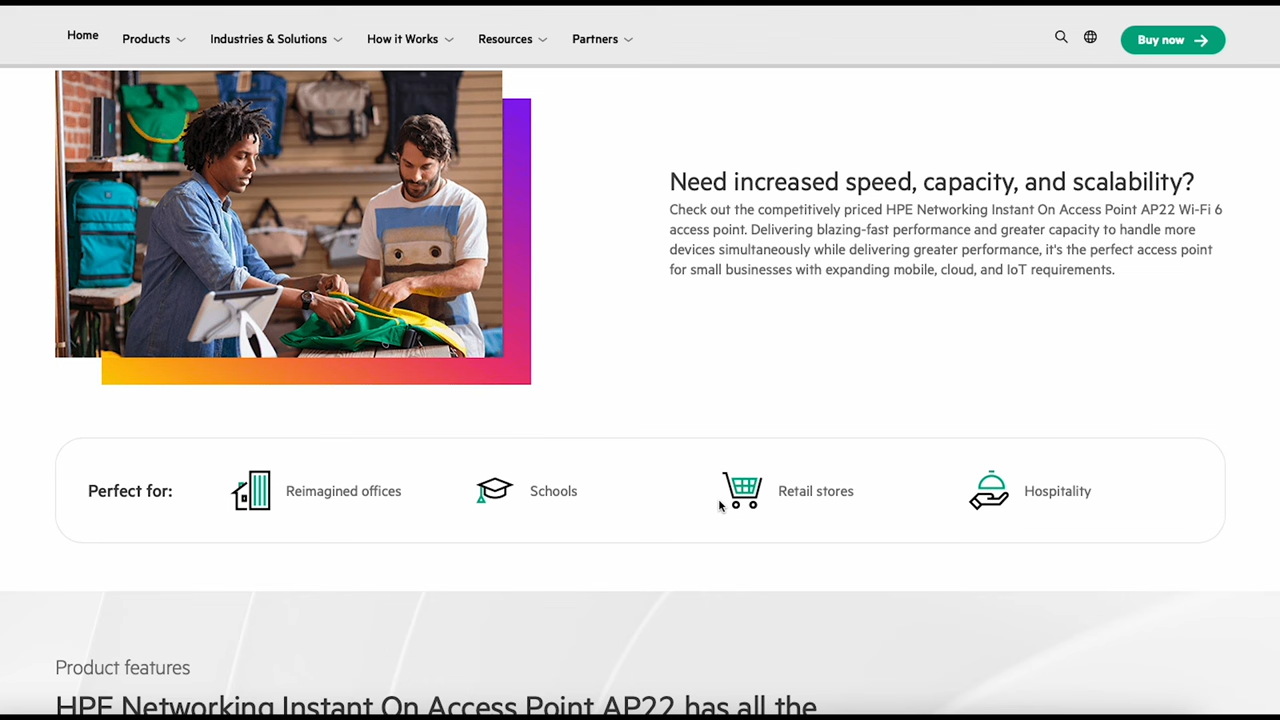 Home
Products
Industries & Solutions
How it Works
Resources
Partners
Buy now
Need increased speed, capacity, and scalability?
Check out the competitively priced HPE Networking Instant On Access Point AP22 Wi-Fi 6
access point. Delivering blazing-fast performance and greater capacity to handle more
devices simultaneously while delivering greater performance, it's the perfect access point
for small businesses with expanding mobile, cloud, and IoT requirements.
Perfect for:
Reimagined offices
Schools
Retail stores
Hospitality
Product features
HPE Networking Instant On Access Point AP22 has all the